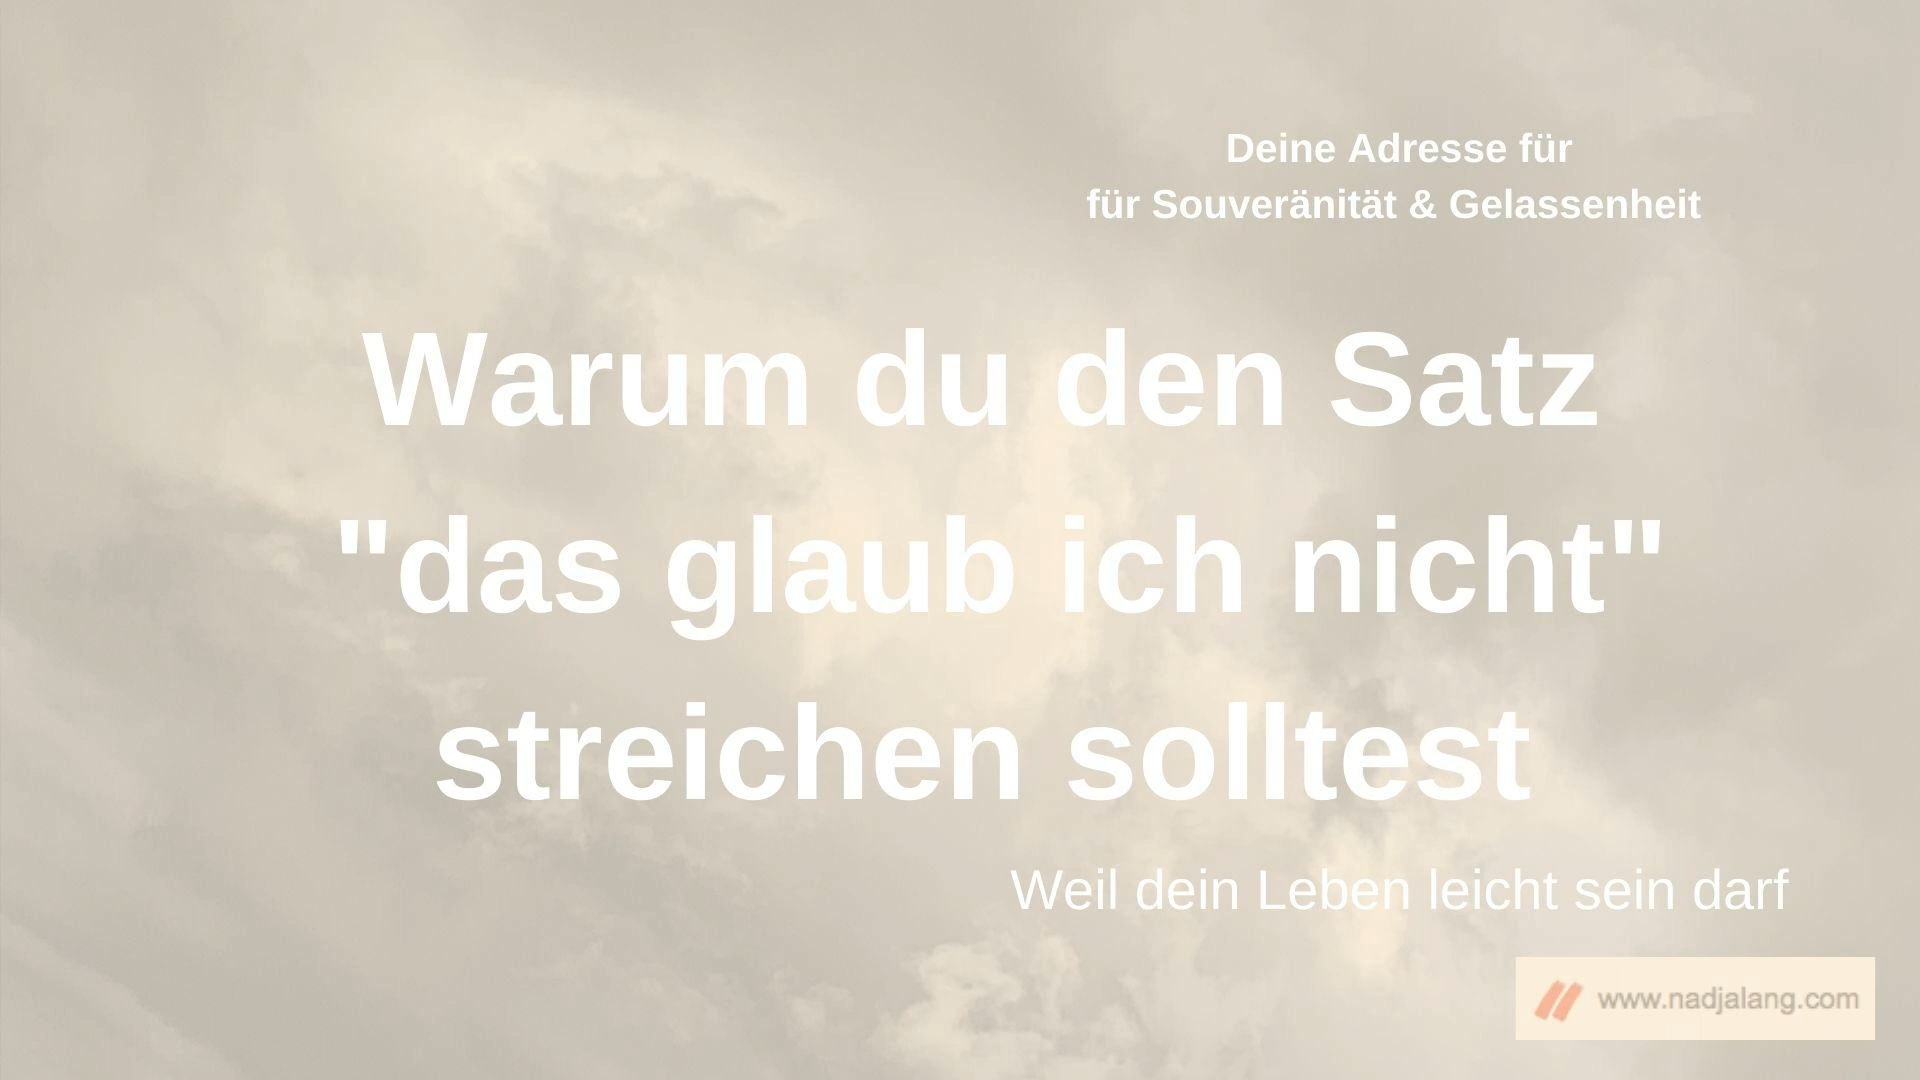 Deine Adresse für
für Souveränität & Gelassenheit
Warum du den Satz
"das glaub ich nicht"
streichen solltest
Weil dein Leben leicht sein darf
www.nadjalang.com